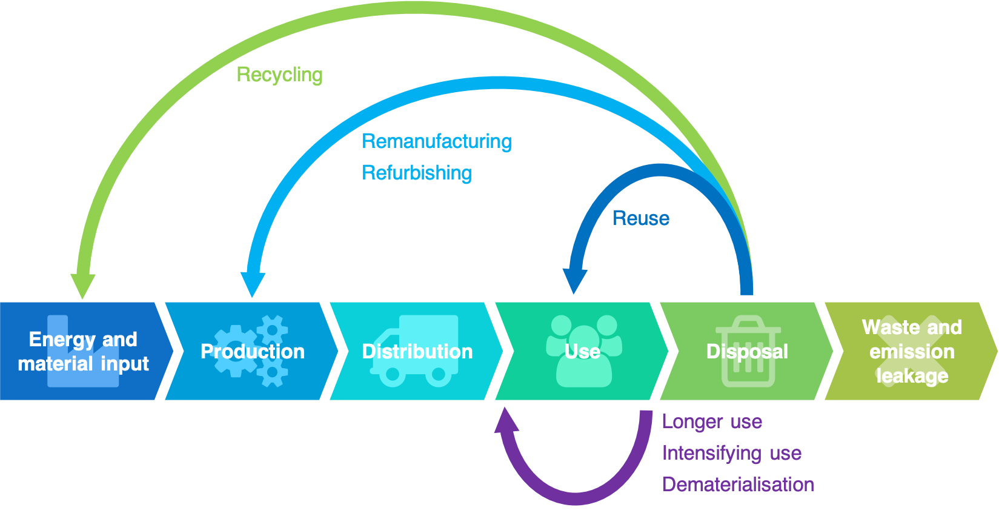 Recycling
Remanufacturing
Refurbishing
Reuse
Energy and
material input
Production
Distribution
Use
Disposal
Waste and
emission
leakage
Longer use
Intensifying use
Dematerialisation